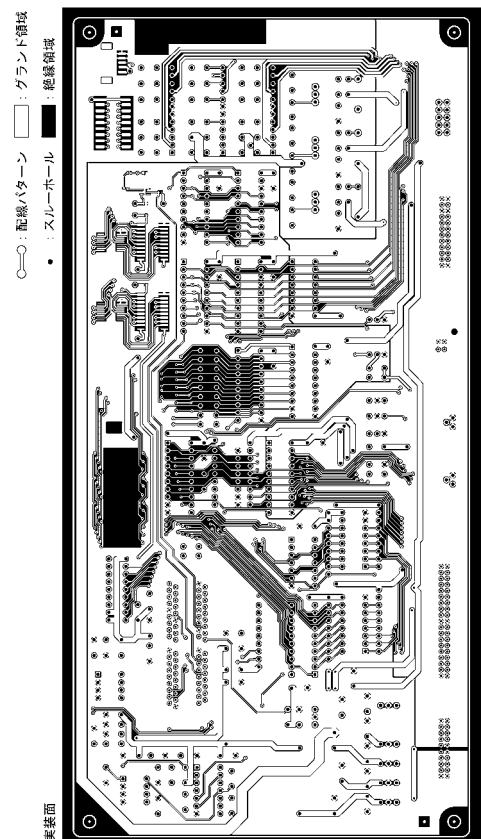 ○─○ : 配線パターン □ : グランド領域
● : スルーホール ■ : 絶縁領域
実装面